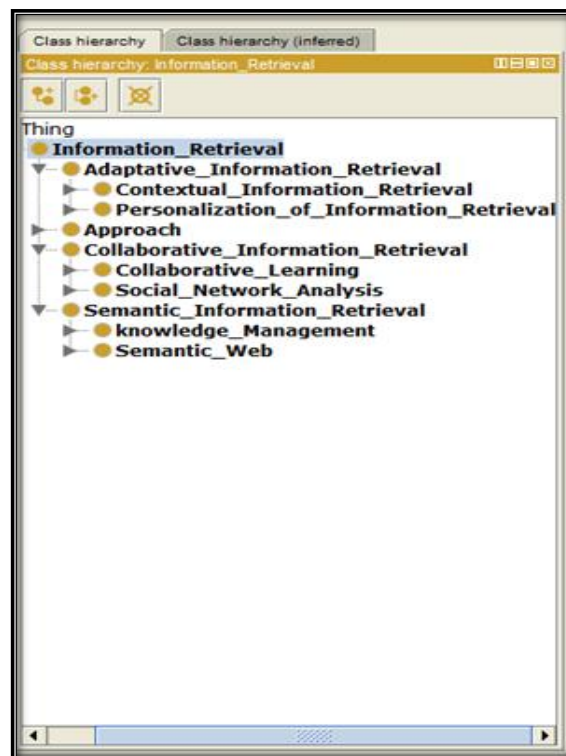 Class hierarchy Class hierarchy (inferred)
Class hierarchy: Information_Retrieval
Thing
Information_Retrieval
Adaptative_Information_Retrieval
Contextual_Information_Retrieval
Personalization_of_Information_Retrieval
Approach
Collaborative_Information_Retrieval
Collaborative_Learning
Social_Network_Analysis
Semantic_Information_Retrieval
knowledge_Management
Semantic_Web